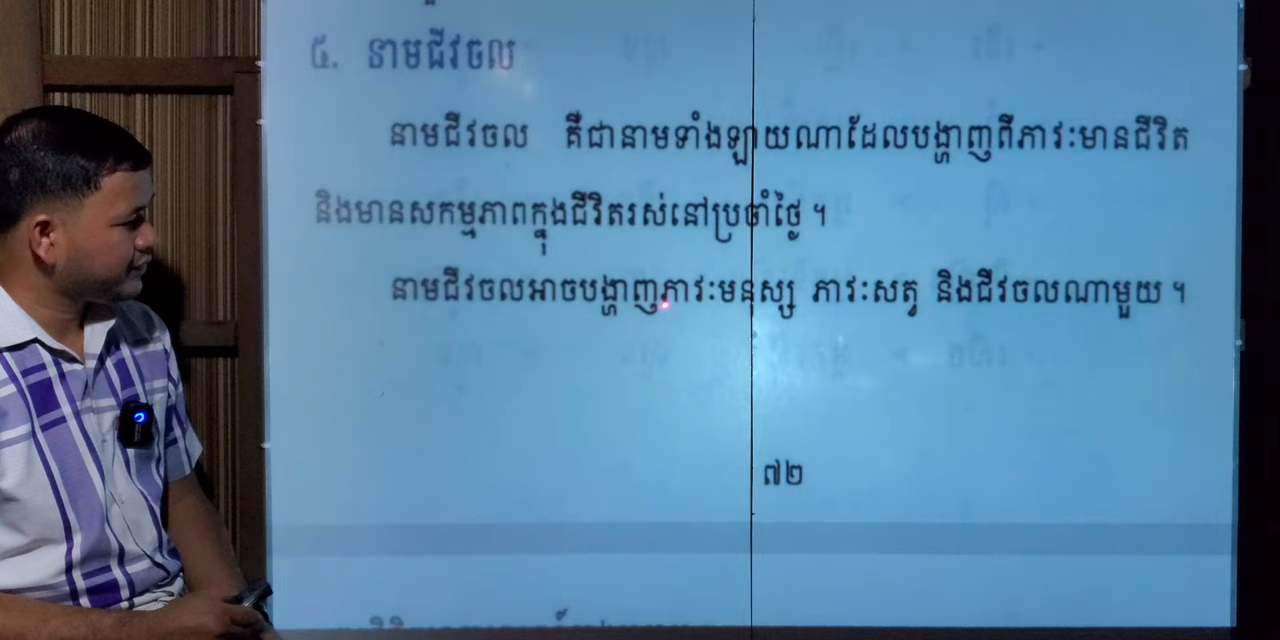 ៥. នាមជីវចល
នាមជីវចល គឺជានាមទាំងឡាយណាដែលបង្ហាញពីភាវៈមានជីវិត
និងមានសកម្មភាពក្នុងជីវិតរស់នៅប្រចាំថ្ងៃ ។
នាមជីវចលអាចបង្ហាញភាវៈមនុស្ស ភាវៈសត្វ និងជីវចលណាមួយ ។
៧២